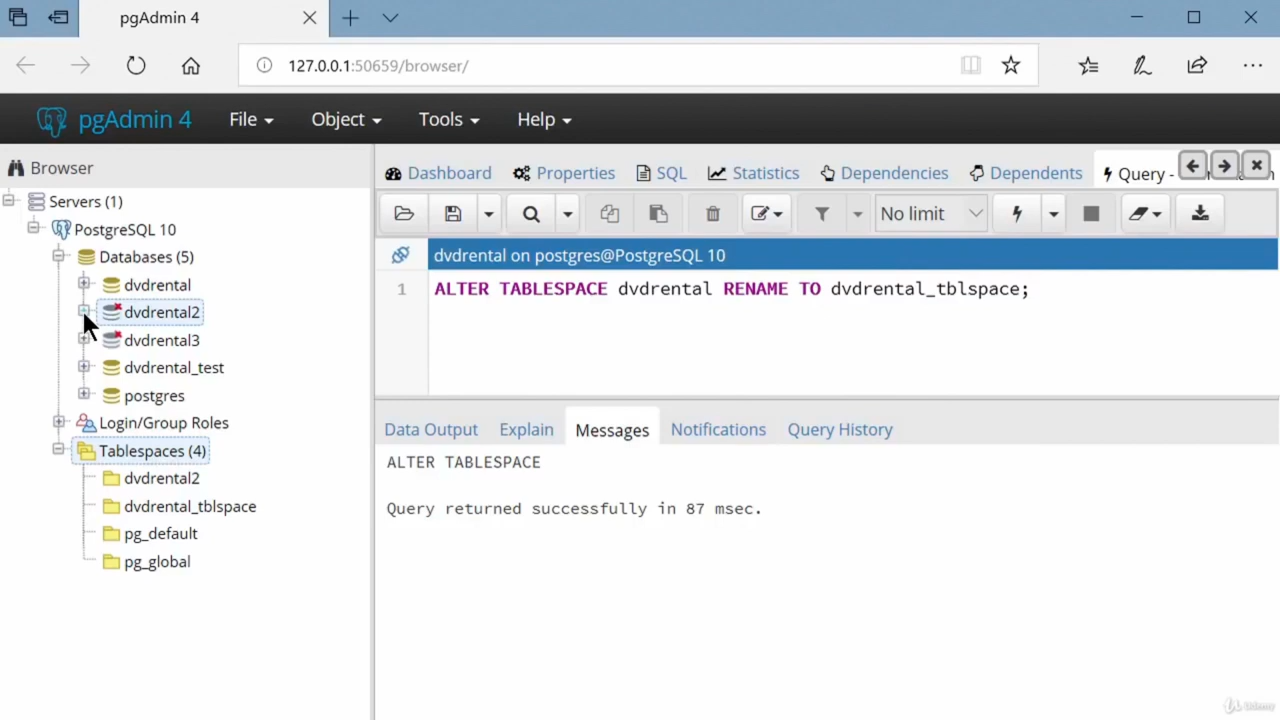 pgAdmin 4
127.0.0.1:50659/browser/
pgAdmin 4
File
Object
Tools
Help
Browser
Servers (1)
PostgreSQL 10
Databases (5)
dvdrental
dvdrental2
dvdrental3
dvdrental_test
postgres
Login/Group Roles
Tablespaces (4)
dvdrental2
dvdrental_tblspace
pg_default
pg_global
Dashboard
Properties
SQL
Statistics
Dependencies
Dependents
Query -
No limit
dvdrental on postgres@PostgreSQL 10
1 ALTER TABLESPACE dvdrental RENAME TO dvdrental_tblspace;
Data Output
Explain
Messages
Notifications
Query History
ALTER TABLESPACE
Query returned successfully in 87 msec.
Udemy